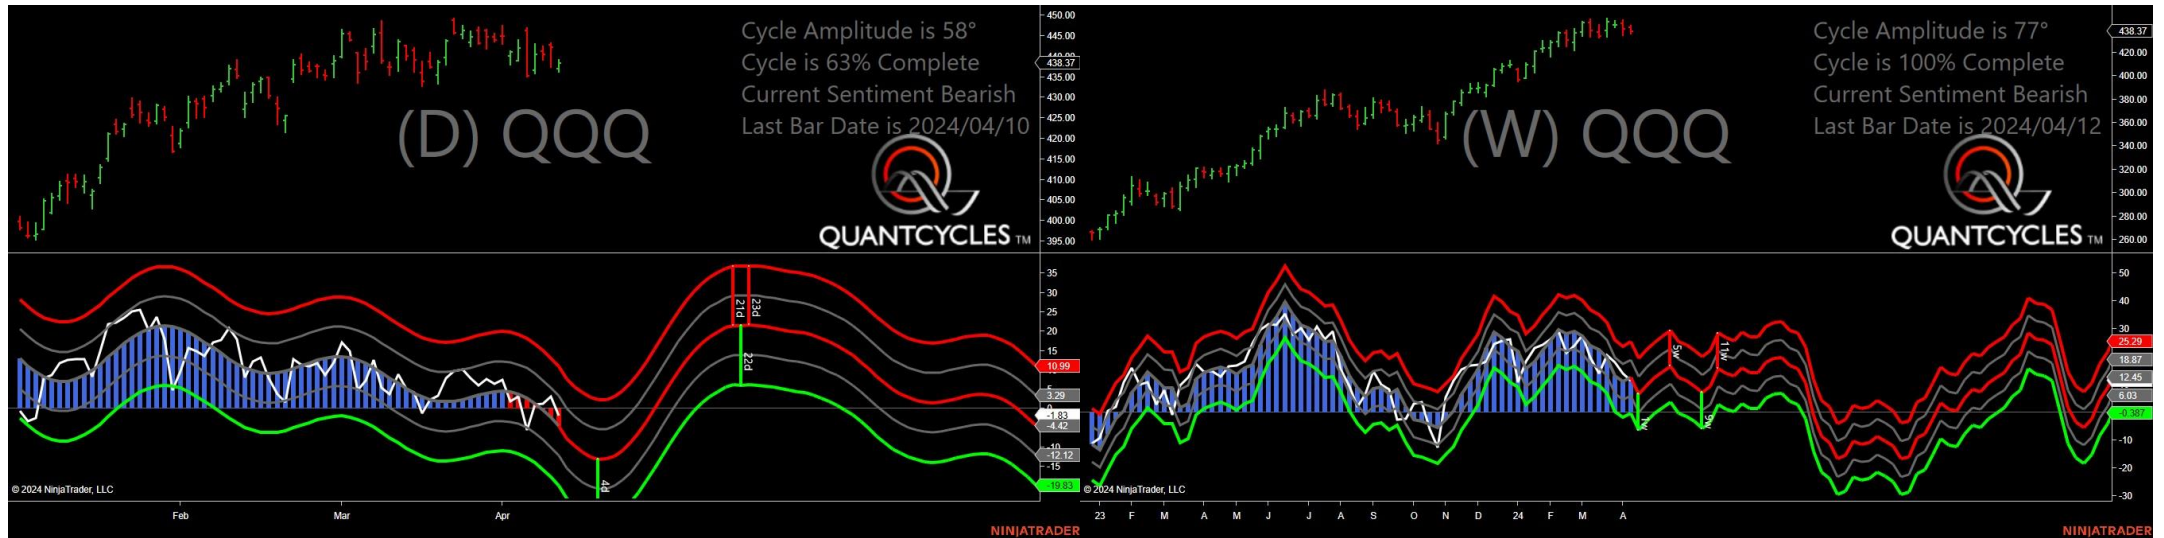 Cycle Amplitude is 58°
Cycle is 63% Complete
Current Sentiment Bearish
Last Bar Date is 2024/04/10
(D) QQQ
QUANTCYCLES TM
450.00
445.00
440.00
438.37
435.00
430.00
425.00
420.00
415.00
410.00
405.00
400.00
395.00
35
30
25
20
15
10.99
5
3.29
0
-1.83
-4.42
-10
-12.12
-15
-19.83
21d
23d
22d
4d
© 2024 NinjaTrader, LLC
Feb Mar Apr
NINJATRADER
Cycle Amplitude is 77°
Cycle is 100% Complete
Current Sentiment Bearish
Last Bar Date is 2024/04/12
(W) QQQ
QUANTCYCLES TM
438.37
420.00
400.00
380.00
360.00
340.00
320.00
300.00
280.00
260.00
50
40
30
25.29
18.87
12.45
6.03
-0.387
-10
-20
-30
5w
11w
9w
© 2024 NinjaTrader, LLC
23 F M A M J J A S O N D 24 F M A
NINJATRADER